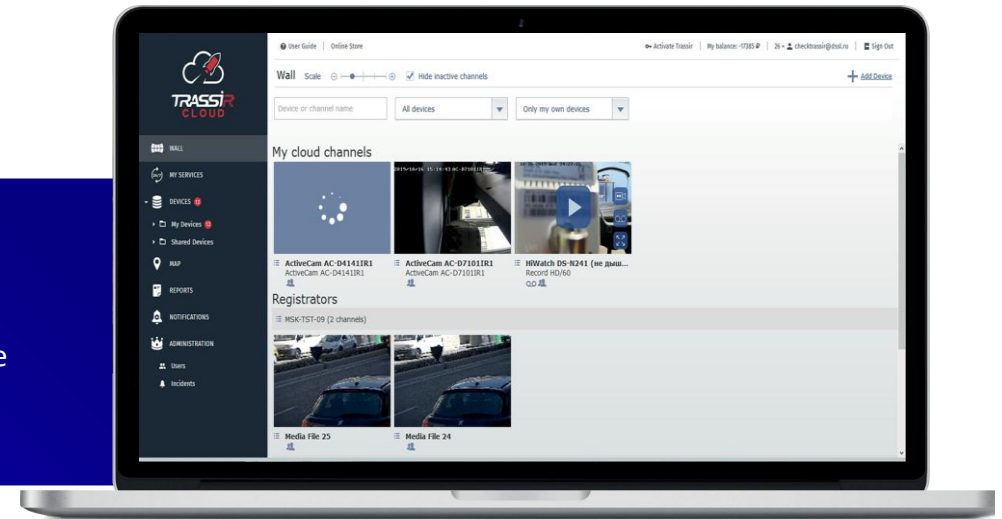 User Guide | Online Store
Activate Trassir | My balance: -17385 ₽ | 26 • checktrassir@dssl.ru | Sign Out
TRASSIR
CLOUD
Wall Scale Hide inactive channels
Add Device
Device or channel name
All devices
Only my own devices
WALL
MY SERVICES
DEVICES
My Devices
Shared Devices
MAP
REPORTS
NOTIFICATIONS
ADMINISTRATION
Users
Incidents
My cloud channels
ActiveCam AC-D4141IR1
ActiveCam AC-D4141IR1
ActiveCam AC-D7101IR1
ActiveCam AC-D7101IR1
HiWatch DS-N241 (не дыш...
Record HD/60
Registrators
MSK-TST-09 (2 channels)
Media File 25
Media File 24
e